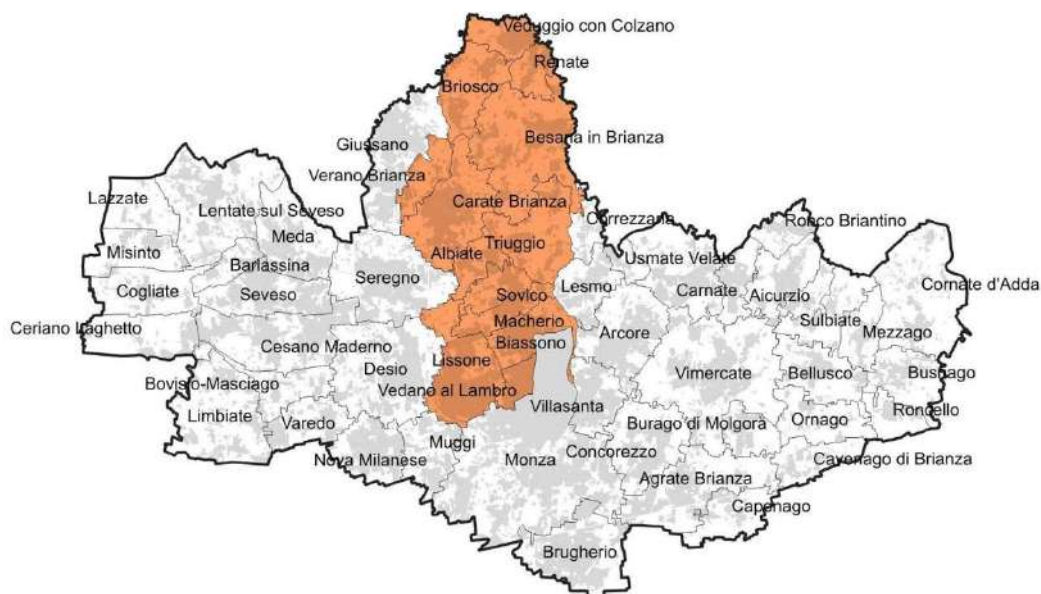 Veduggio con Colzano
Renate
Briosco
Besana in Brianza
Giussano
Verano Brianza
Lazzate
Carate Brianza
Lentate sul Seveso
Correzzana
Ronco Briantino
Meda
Triuggio
Misinto
Albiate
Usmate Velate
Barlassina
Seregno
Cornate d'Adda
Cogliate
Lesmo
Carnate
Aicurzio
Seveso
Sovico
Sulbiate
Ceriano Laghetto
Macherio
Arcore
Mezzago
Biassono
Cesano Maderno
Lissone
Desio
Vimercate
Bellusco
Busnago
Bovisio-Masciago
Vedano al Lambro
Limbiate
Villasanta
Roncello
Varedo
Burago di Molgora
Ornago
Muggi
Nova Milanese
Monza
Concorezzo
Cavenago di Brianza
Agrate Brianza
Caponago
Brugherio